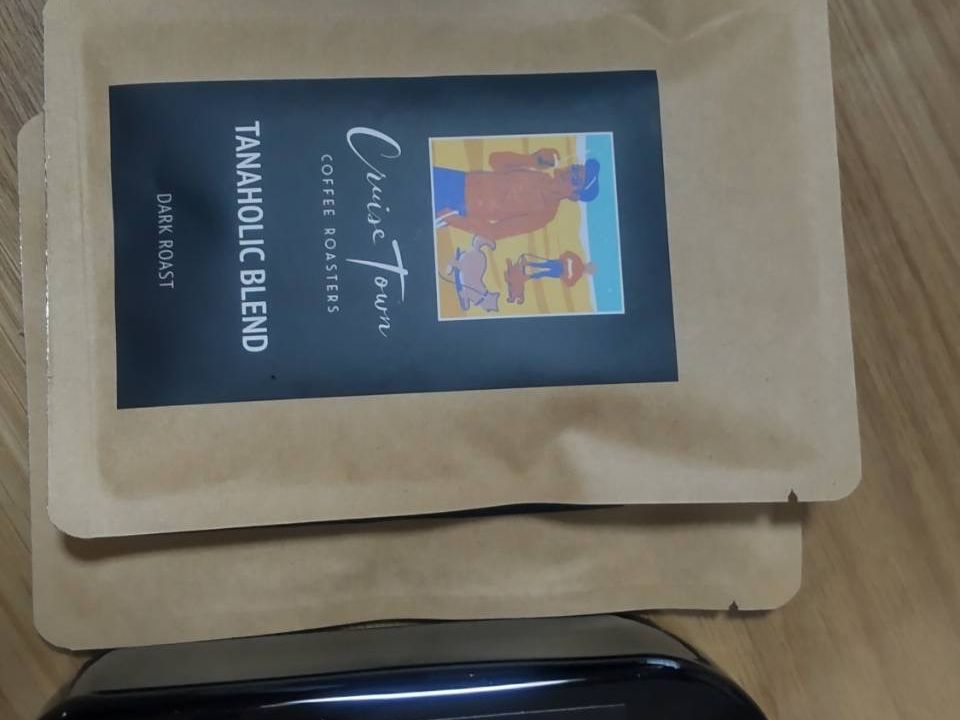 Cruise Town
COFFEE ROASTERS
TANAHOLIC BLEND
DARK ROAST